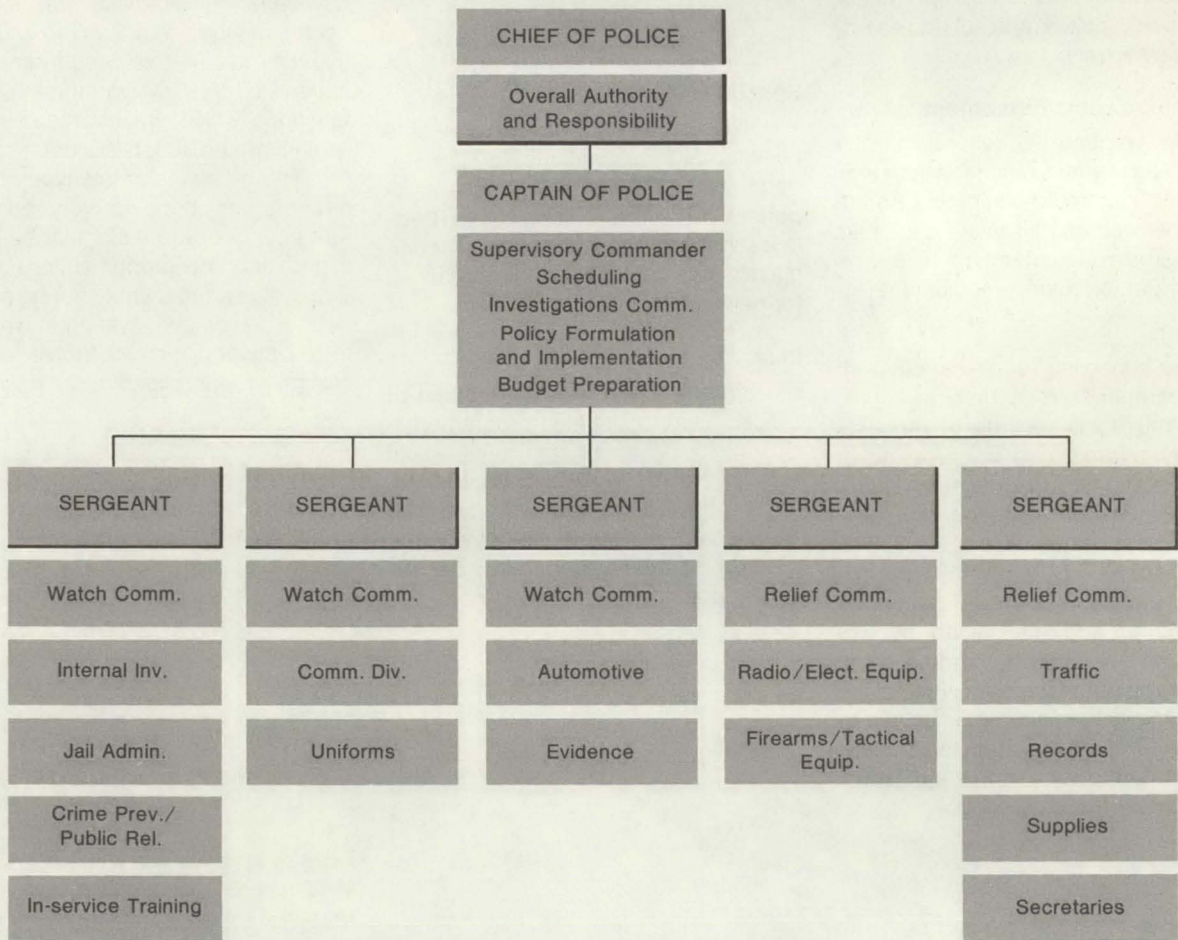 CHIEF OF POLICE
Overall Authority
and Responsibility
CAPTAIN OF POLICE
Supervisory Commander
Scheduling
Investigations Comm.
Policy Formulation
and Implementation
Budget Preparation
SERGEANT
Watch Comm.
Internal Inv.
Jail Admin.
Crime Prev./
Public Rel.
In-service Training
SERGEANT
Watch Comm.
Comm. Div.
Uniforms
SERGEANT
Watch Comm.
Automotive
Evidence
SERGEANT
Relief Comm.
Radio/Elect. Equip.
Firearms/Tactical
Equip.
SERGEANT
Relief Comm.
Traffic
Records
Supplies
Secretaries